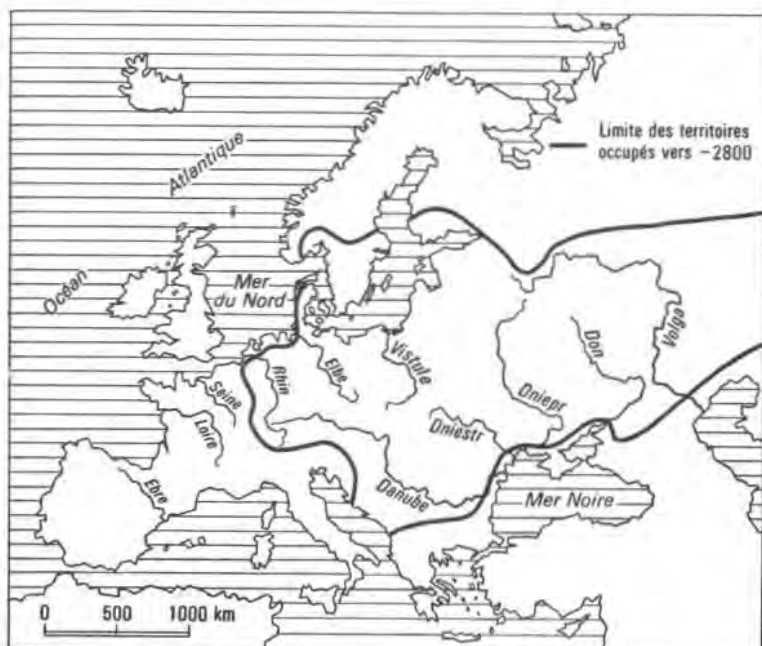 Limite des territoires
occupés vers –2800
Atlantique
Océan
Mer
du Nord
Volga
Don
Vistule
Elbe
Rhin
Dniepr
Seine
Dniestr
Loire
Danube
Ebre
Mer Noire
0 500 1000 km